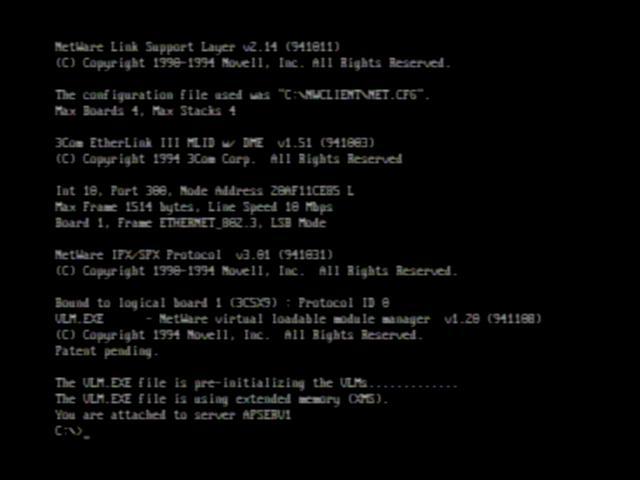 NetWare Link Support Layer v2.14 (941011)
(C) Copyright 1990-1994 Novell, Inc. All Rights Reserved.
The configuration file used was "C:\NWCLIENT\NET.CFG".
Max Boards 4, Max Stacks 4
3Com EtherLink III MLID w/ DME v1.51 (941003)
(C) Copyright 1994 3Com Corp. All Rights Reserved
Int 10, Port 300, Node Address 20AF11CE85 L
Max Frame 1514 bytes, Line Speed 10 Mbps
Board 1, Frame ETHERNET_802.3, LSB Mode
NetWare IPX/SPX Protocol v3.01 (941031)
(C) Copyright 1990-1994 Novell, Inc. All Rights Reserved.
Bound to logical board 1 (3C5X9) : Protocol ID 0
VLM.EXE - NetWare virtual loadable module manager v1.20 (941108)
(C) Copyright 1994 Novell, Inc. All Rights Reserved.
Patent pending.
The VLM.EXE file is pre-initializing the VLMs.............
The VLM.EXE file is using extended memory (XMS).
You are attached to server APSERV1
C:\>_